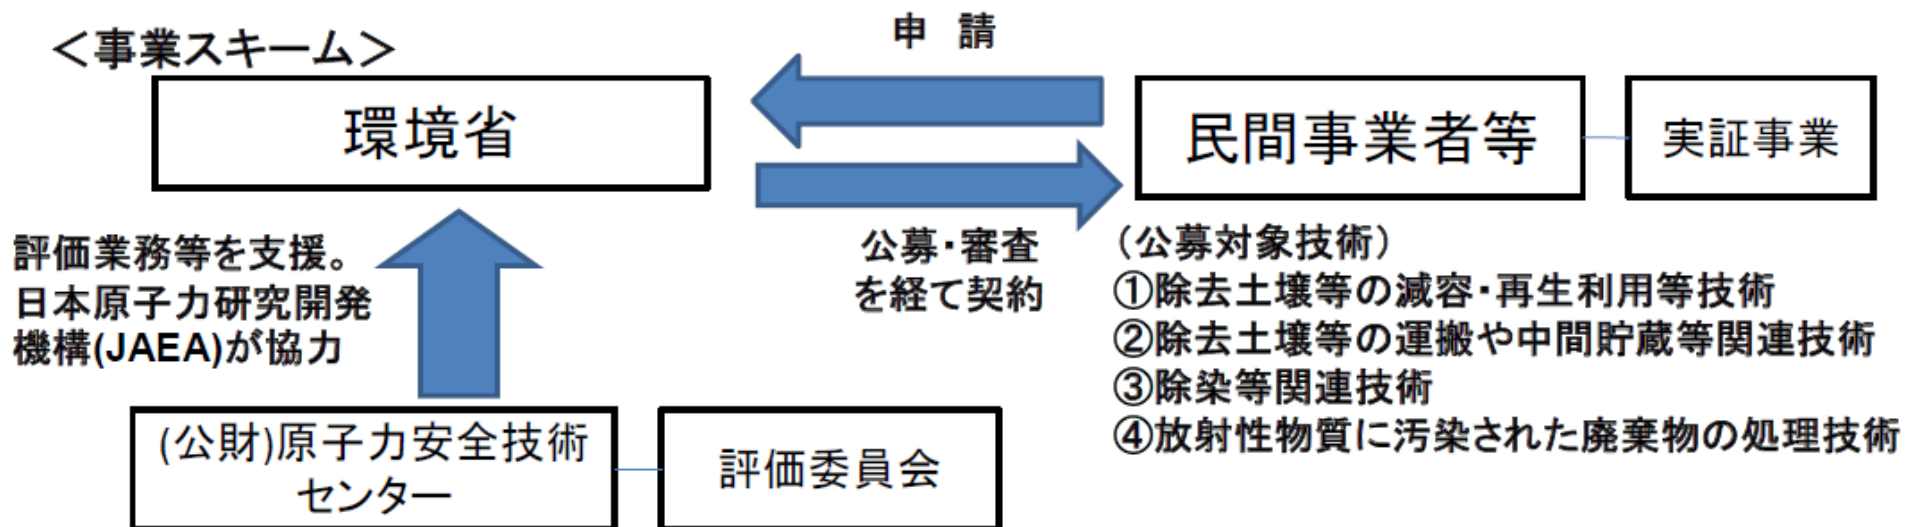 ＜事業スキーム＞
申　請
環境省
民間事業者等
実証事業
評価業務等を支援。
日本原子力研究開発
機構(JAEA)が協力
公募・審査
を経て契約
（公募対象技術）
①除去土壌等の減容・再生利用等技術
②除去土壌等の運搬や中間貯蔵等関連技術
③除染等関連技術
④放射性物質に汚染された廃棄物の処理技術
(公財)原子力安全技術
センター
評価委員会